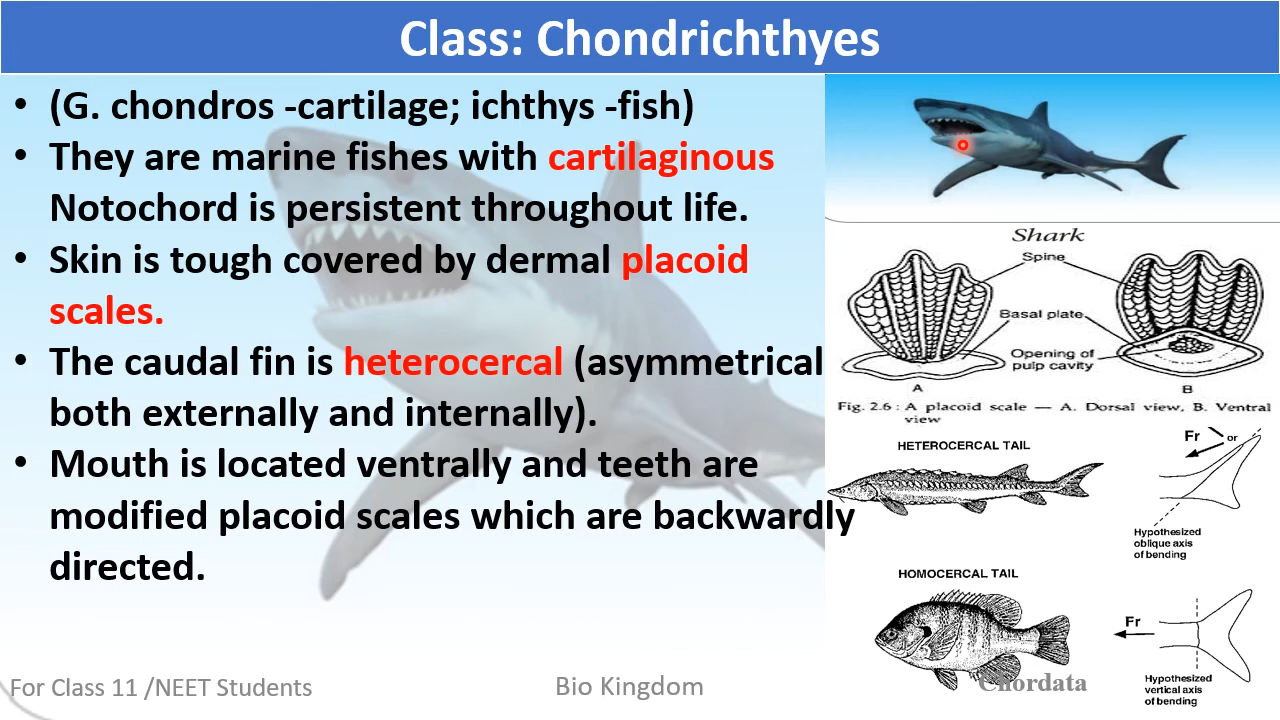 Class: Chondrichthyes
• (G. chondros -cartilage; ichthys -fish)
• They are marine fishes with cartilaginous
Notochord is persistent throughout life.
• Skin is tough covered by dermal placoid
scales.
• The caudal fin is heterocercal (asymmetrical
both externally and internally).
• Mouth is located ventrally and teeth are
modified placoid scales which are backwardly
directed.
Shark
Spine
Basal plate
Opening of
pulp cavity
A
B
Fig. 2.6 : A placoid scale — A. Dorsal view, B. Ventral
view
HETEROCERCAL TAIL
Fr
or
Hypothesized
oblique axis
of bending
HOMOCERCAL TAIL
Fr
Hypothesized
vertical axis
of bending
For Class 11 /NEET Students
Bio Kingdom
Chordata